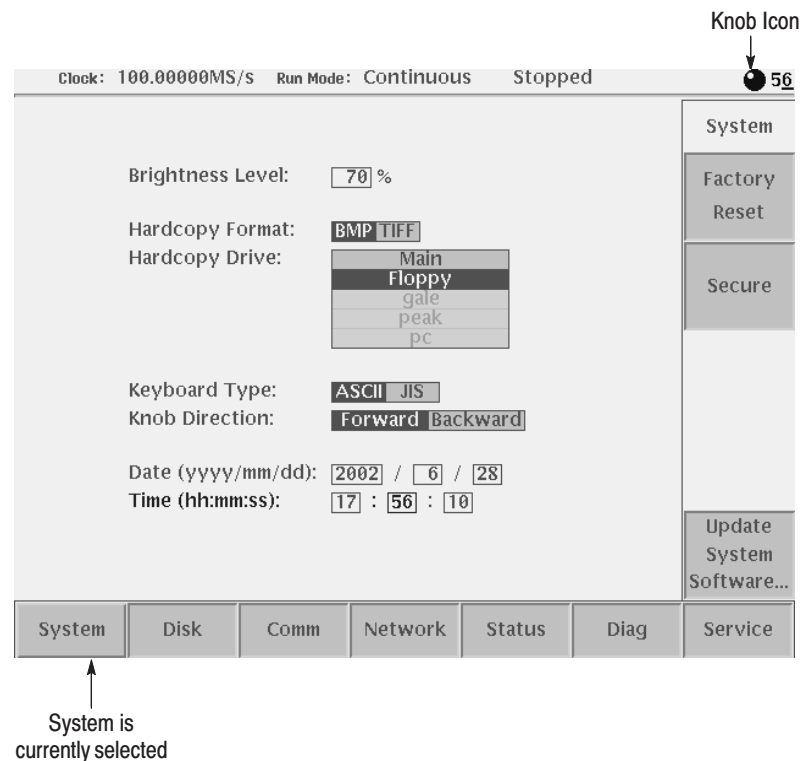 Knob Icon
Clock: 100.00000MS/s Run Mode: Continuous Stopped 56
System
Brightness Level: 70 %
Factory
Reset
Hardcopy Format: BMP TIFF
Hardcopy Drive: Main
Floppy
gale
peak
pc
Secure
Keyboard Type: ASCII JIS
Knob Direction: Forward Backward
Date (yyyy/mm/dd): 2002 / 6 / 28
Time (hh:mm:ss): 17 : 56 : 10
Update
System
Software...
System Disk Comm Network Status Diag Service
System is
currently selected